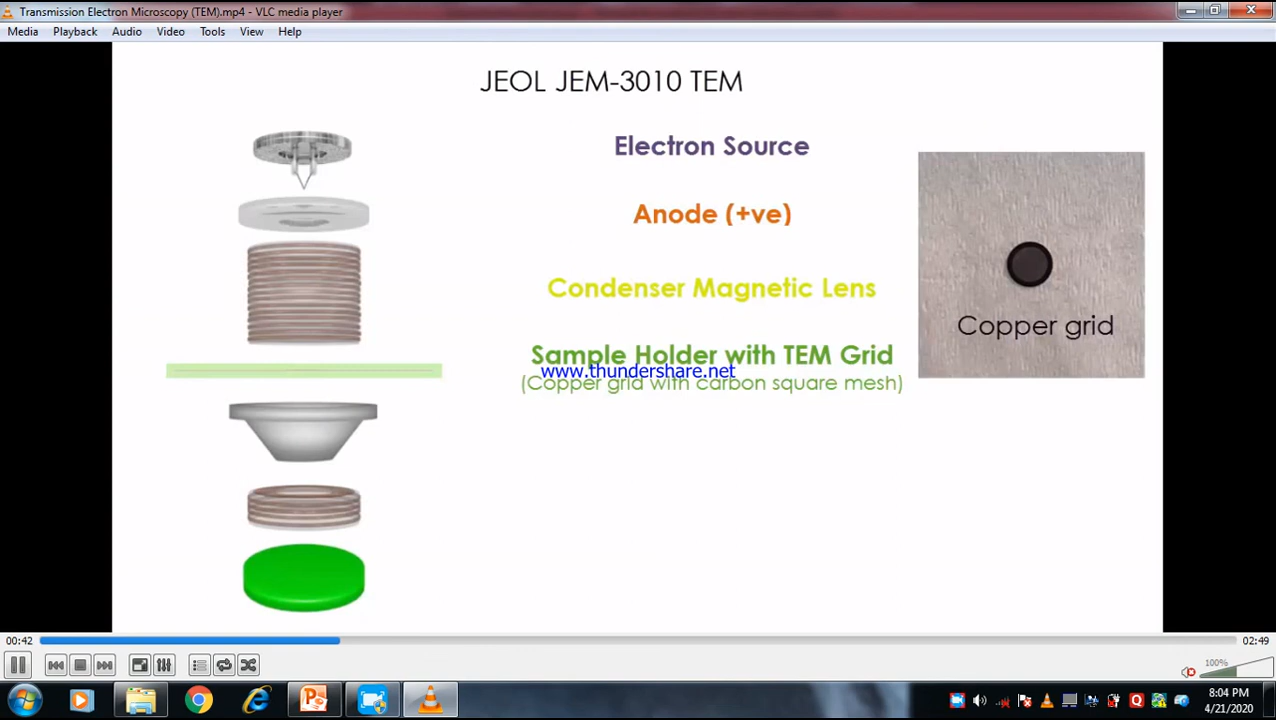 Transmission Electron Microscopy (TEM).mp4 - VLC media player
Media Playback Audio Video Tools View Help
JEOL JEM-3010 TEM
Electron Source
Anode (+ve)
Condenser Magnetic Lens
Copper grid
Sample Holder with TEM Grid
www.thundershare.net
(Copper grid with carbon square mesh)
00:42
02:49
100%
8:04 PM
4/21/2020